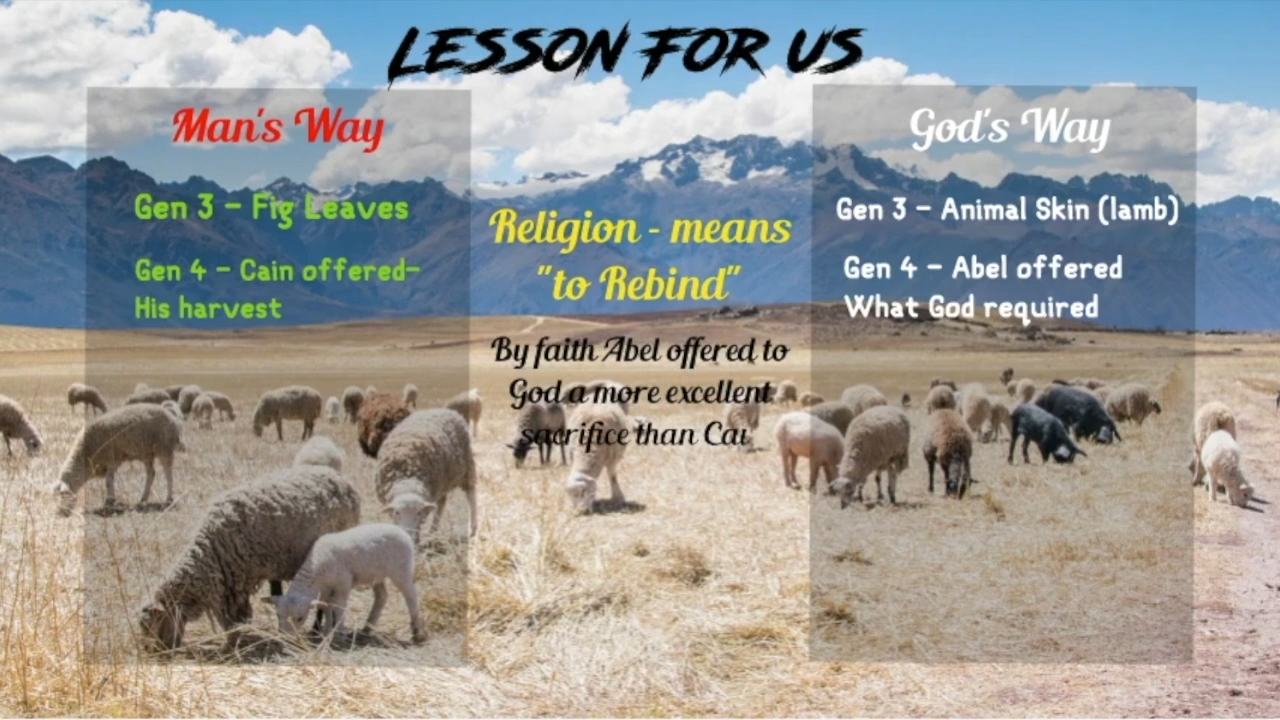 LESSON FOR US
Man's Way
Gen 3 - Fig Leaves
Gen 4 - Cain offered-
His harvest
Religion - means
"to Rebind"
By faith Abel offered to
God a more excellent
sacrifice than
God's Way
Gen 3 - Animal Skin (lamb)
Gen 4 - Abel offered
What God required